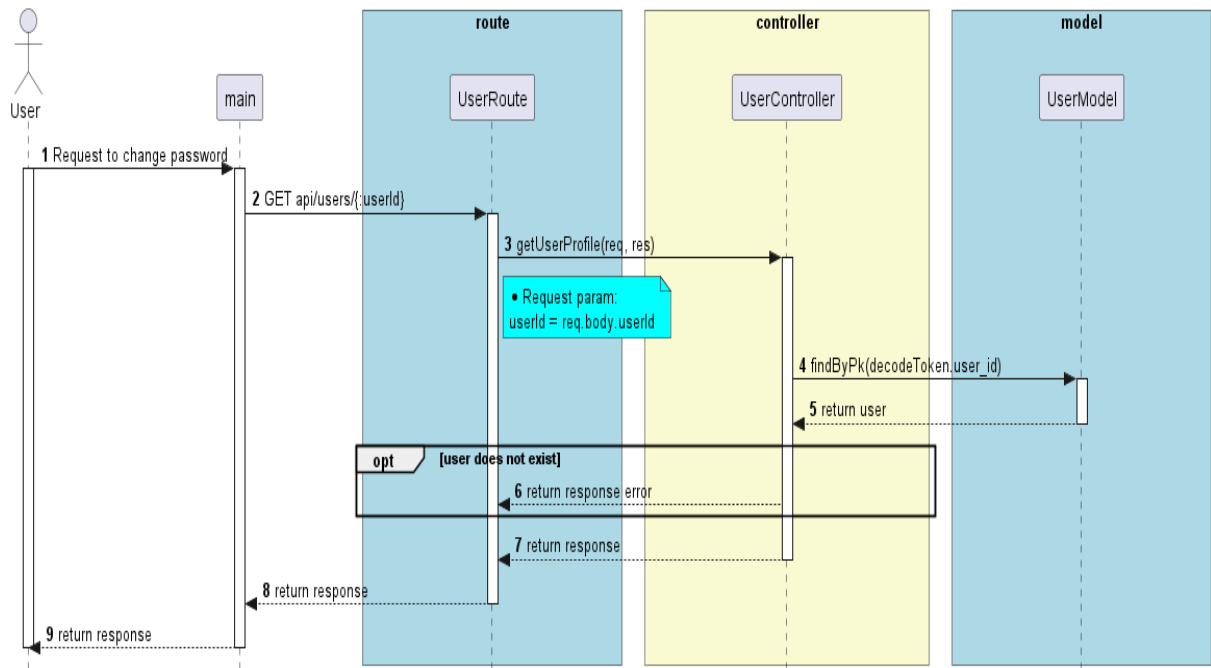 route
controller
model
User
main
UserRoute
UserController
UserModel
1 Request to change password
2 GET api/users/{:userId}
3 getUserProfile(req, res)
• Request param:
userId = req.body.userId
4 findByPk(decodeToken.user_id)
5 return user
opt [user does not exist]
6 return response error
7 return response
8 return response
9 return response